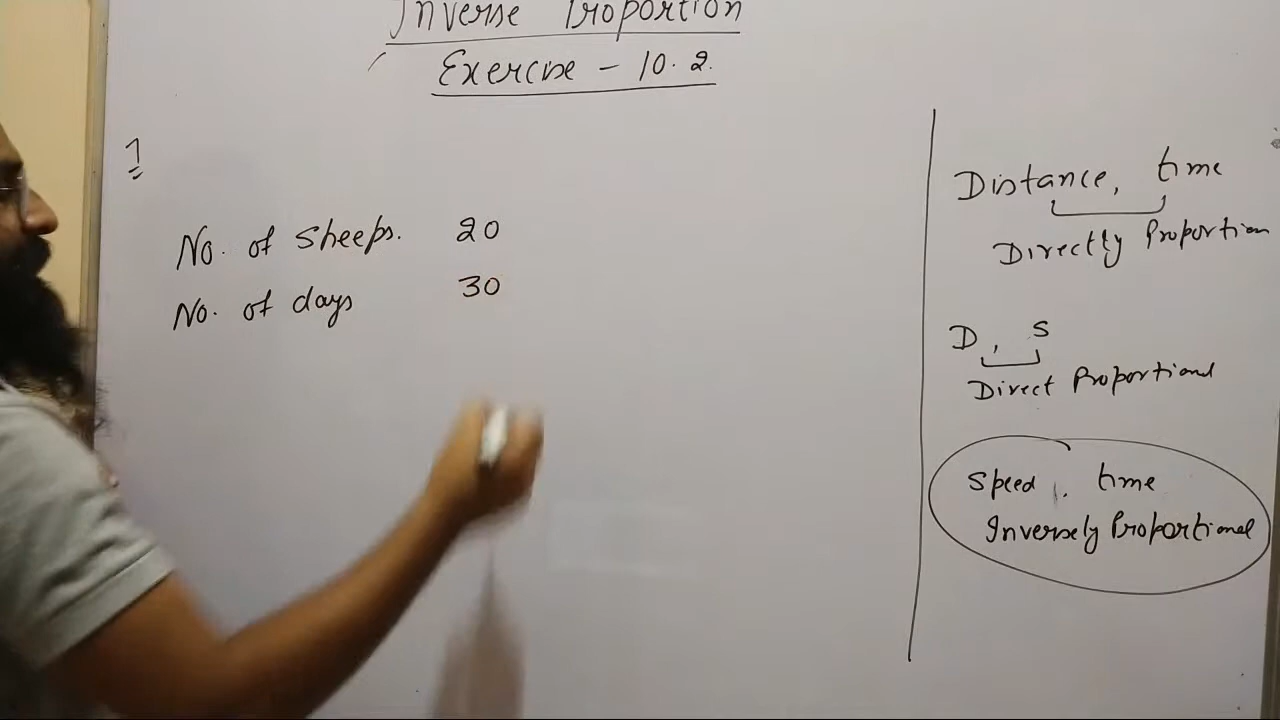 Inverse Proportion
Exercise - 10.2.
1
No. of Sheeps. 20
No. of days 30
Distance, time
Directly Proportion
D, S
Direct Proportional
Speed, time
Inversely Proportional